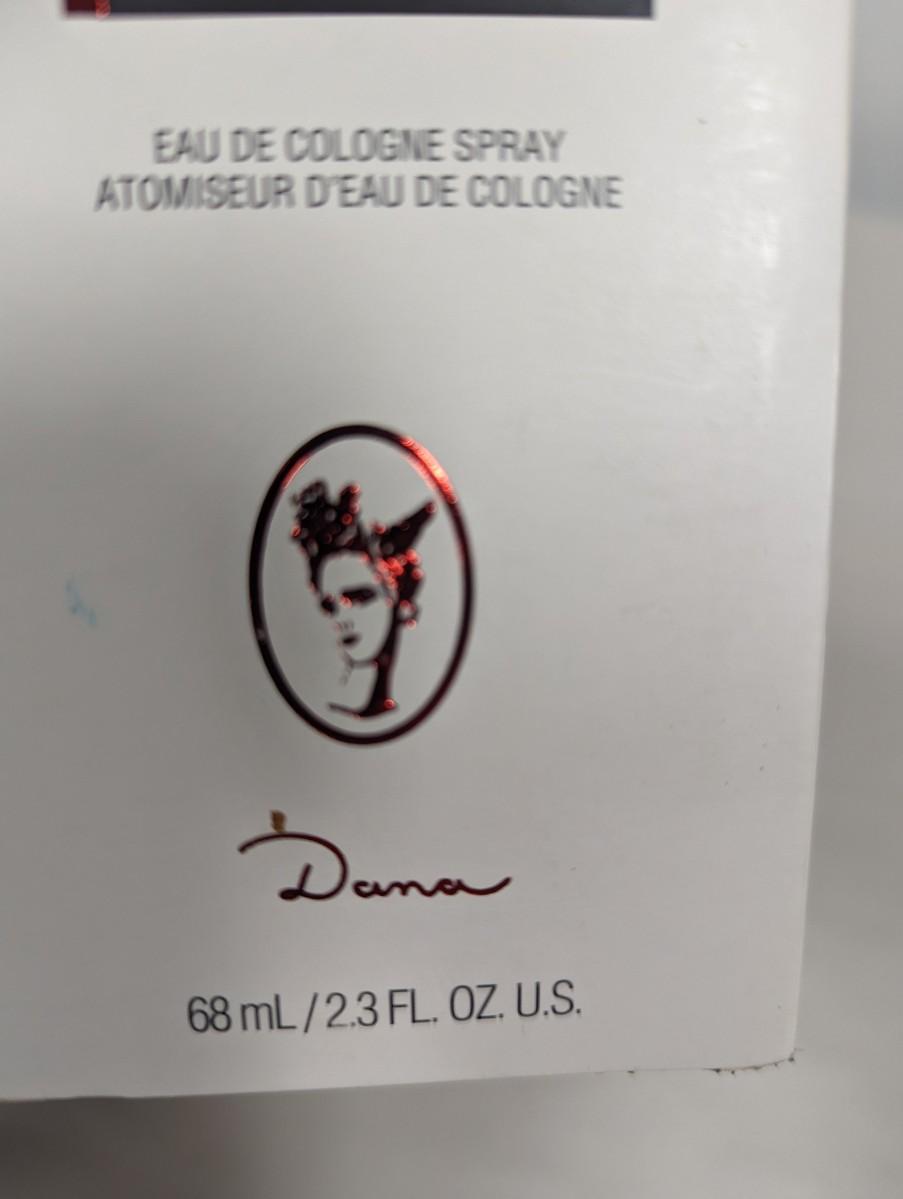 EAU DE COLOGNE SPRAY
ATOMISEUR D'EAU DE COLOGNE
Dana
68 mL / 2.3 FL. OZ. U.S.